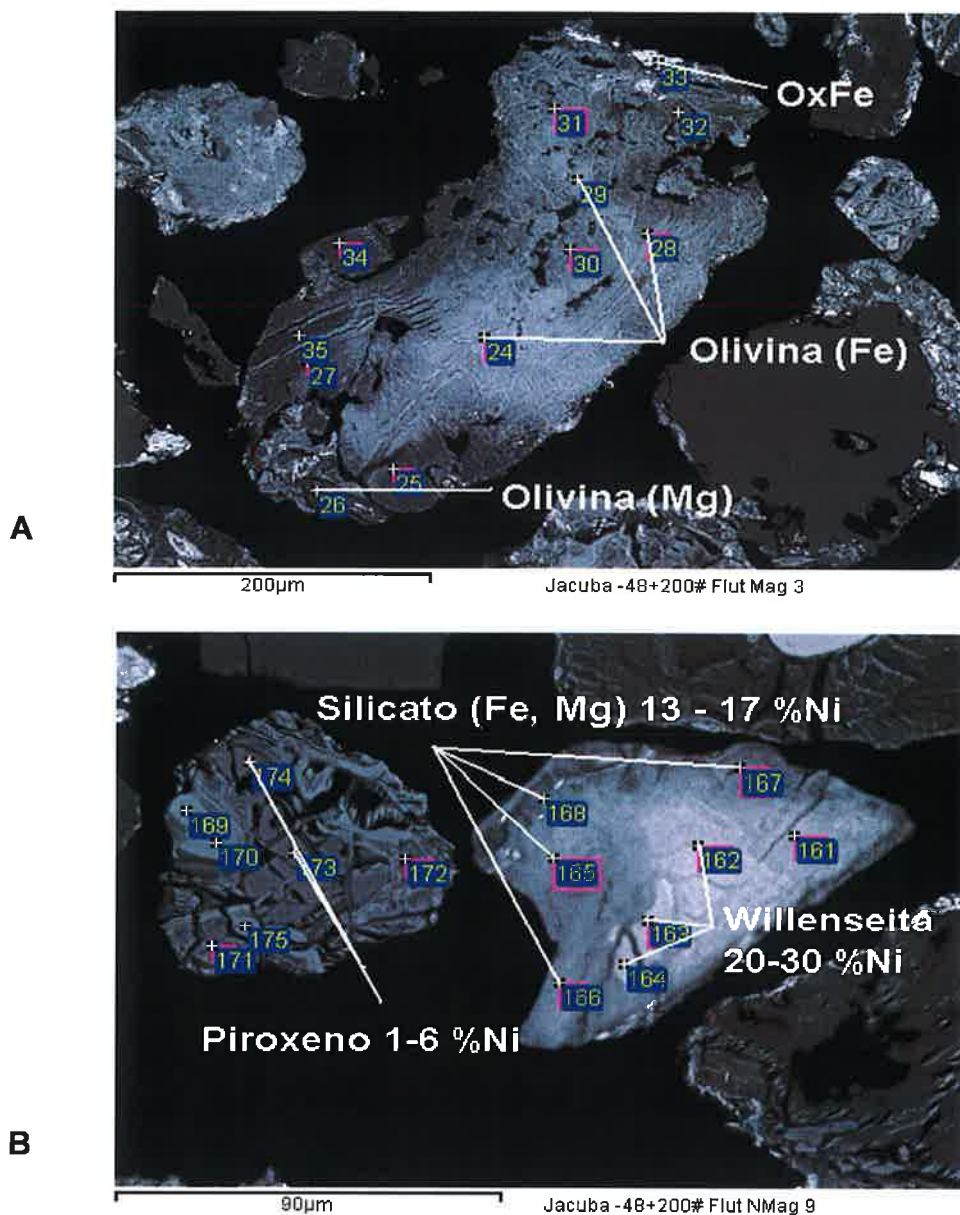 33
OxFe
31
32
29
34
30
28
35
24
27
Olivina (Fe)
25
26
Olivina (Mg)
A
200µm
Jacuba -48+200# Flut Mag 3
Silicato (Fe, Mg) 13 - 17 %Ni
174
167
169
168
170
173
172
165
162
161
175
163
Willenseita
171
164
20-30 %Ni
166
Piroxeno 1-6 %Ni
B
90µm
Jacuba -48+200# Flut NMag 9